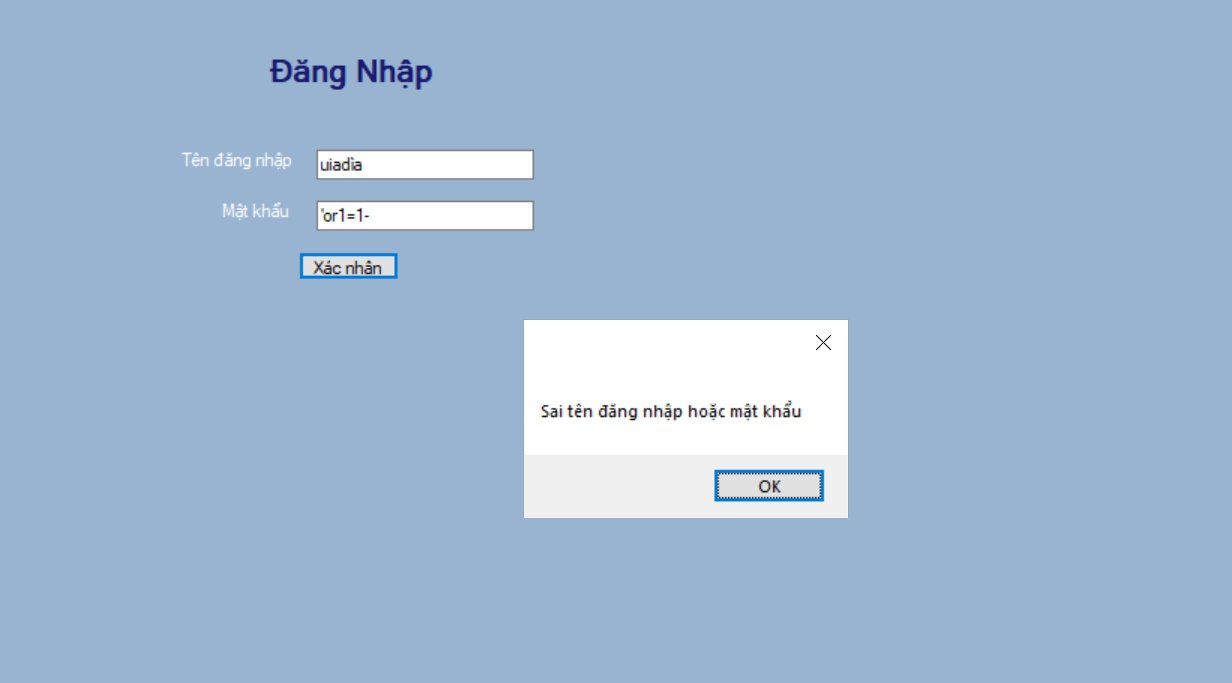 Đăng Nhập
Tên đăng nhập uiadìa
Mật khẩu 'or1=1-
Xác nhân
Sai tên đăng nhập hoặc mật khẩu
OK